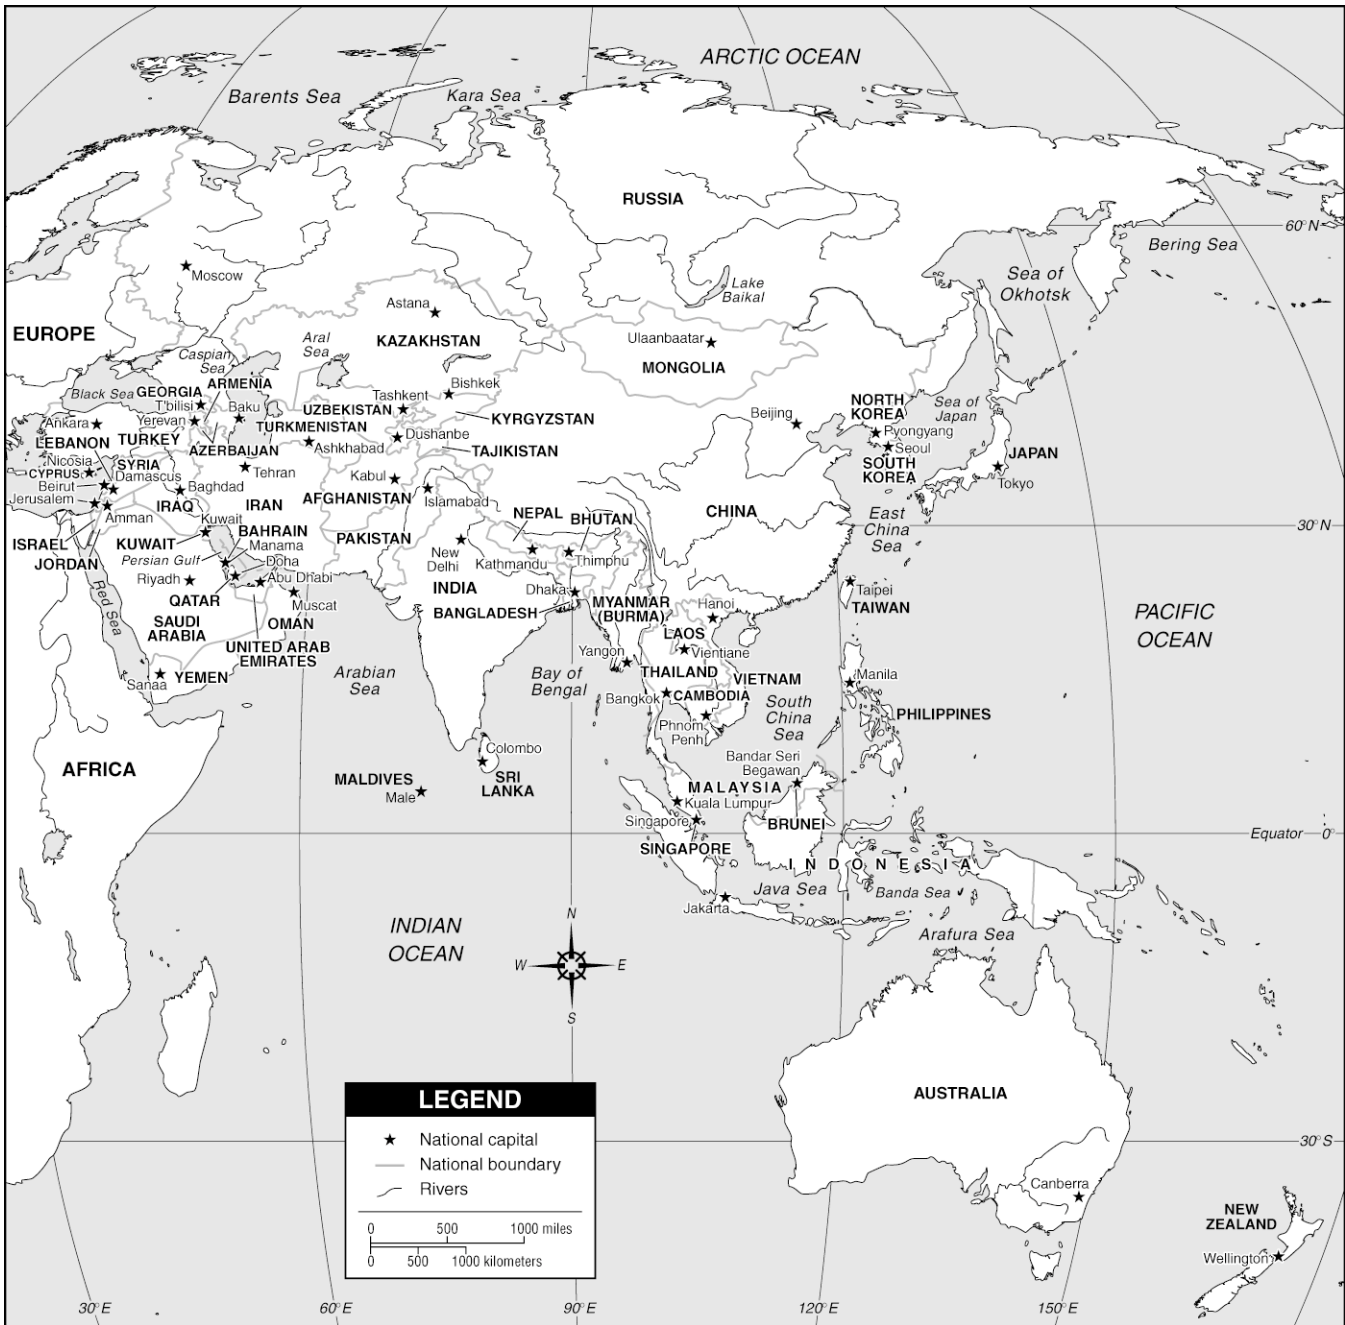 ARCTIC OCEAN
Barents Sea
Kara Sea
RUSSIA
60°N
Bering Sea
Sea of
Okhotsk
Moscow
Lake
Baikal
Astana
EUROPE
KAZAKHSTAN
Aral
Sea
Ulaanbaatar
MONGOLIA
Caspian
Sea
Black Sea
GEORGIA
ARMENIA
T'bilisi
Baku
Yerevan
Ankara
Bishkek
Tashkent
UZBEKISTAN
KYRGYZSTAN
TURKMENISTAN
Beijing
NORTH
KOREA
Sea of
Japan
Pyongyang
Seoul
SOUTH
KOREA
JAPAN
Tokyo
LEBANON
TURKEY
AZERBAIJAN
Ashkhabad
Dushanbe
TAJIKISTAN
Nicosia
CYPRUS
SYRIA
Damascus
Beirut
Jerusalem
Tehran
Baghdad
Kabul
AFGHANISTAN
Islamabad
IRAQ
IRAN
Amman
Kuwait
ISRAEL
JORDAN
KUWAIT
BAHRAIN
PAKISTAN
Manama
Persian Gulf
Doha
Riyadh
Abu Dhabi
NEPAL
BHUTAN
CHINA
East
China
Sea
30°N
New
Delhi
Kathmandu
Thimphu
INDIA
Dhaka
BANGLADESH
MYANMAR
(BURMA)
Hanoi
Taipei
TAIWAN
PACIFIC
OCEAN
Red Sea
QATAR
Muscat
SAUDI
ARABIA
OMAN
UNITED ARAB
EMIRATES
Sanaa
YEMEN
Arabian
Sea
Bay of
Bengal
Yangon
LAOS
Vientiane
THAILAND
VIETNAM
Bangkok
CAMBODIA
Phnom
Penh
South
China
Sea
Manila
PHILIPPINES
Colombo
SRI
LANKA
Bandar Seri
Begawan
AFRICA
MALDIVES
Male
MALAYSIA
Kuala Lumpur
Singapore
BRUNEI
SINGAPORE
Equator 0°
INDONESIA
Java Sea
Banda Sea
Jakarta
Arafura Sea
INDIAN
OCEAN
N
W
E
S
AUSTRALIA
30°S
Canberra
NEW
ZEALAND
Wellington
LEGEND
National capital
National boundary
Rivers
0 500 1000 miles
0 500 1000 kilometers
30°E
60°E
90°E
120°E
150°E